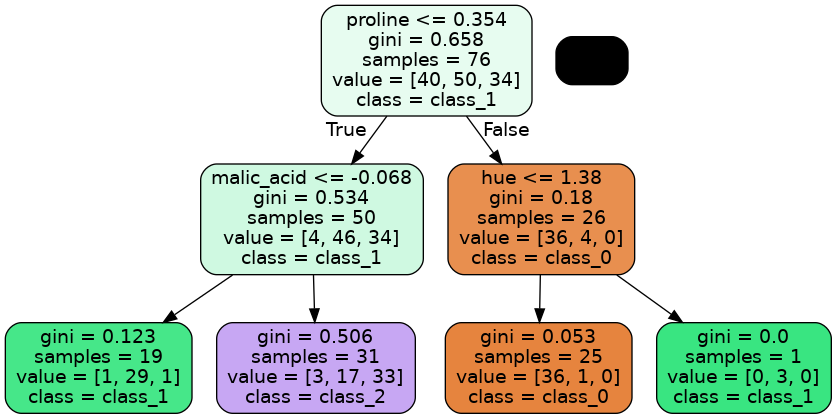 proline <= 0.354
gini = 0.658
samples = 76
value = [40, 50, 34]
class = class_1
True
False
malic_acid <= -0.068
gini = 0.534
samples = 50
value = [4, 46, 34]
class = class_1
hue <= 1.38
gini = 0.18
samples = 26
value = [36, 4, 0]
class = class_0
gini = 0.123
samples = 19
value = [1, 29, 1]
class = class_1
gini = 0.506
samples = 31
value = [3, 17, 33]
class = class_2
gini = 0.053
samples = 25
value = [36, 1, 0]
class = class_0
gini = 0.0
samples = 1
value = [0, 3, 0]
class = class_1